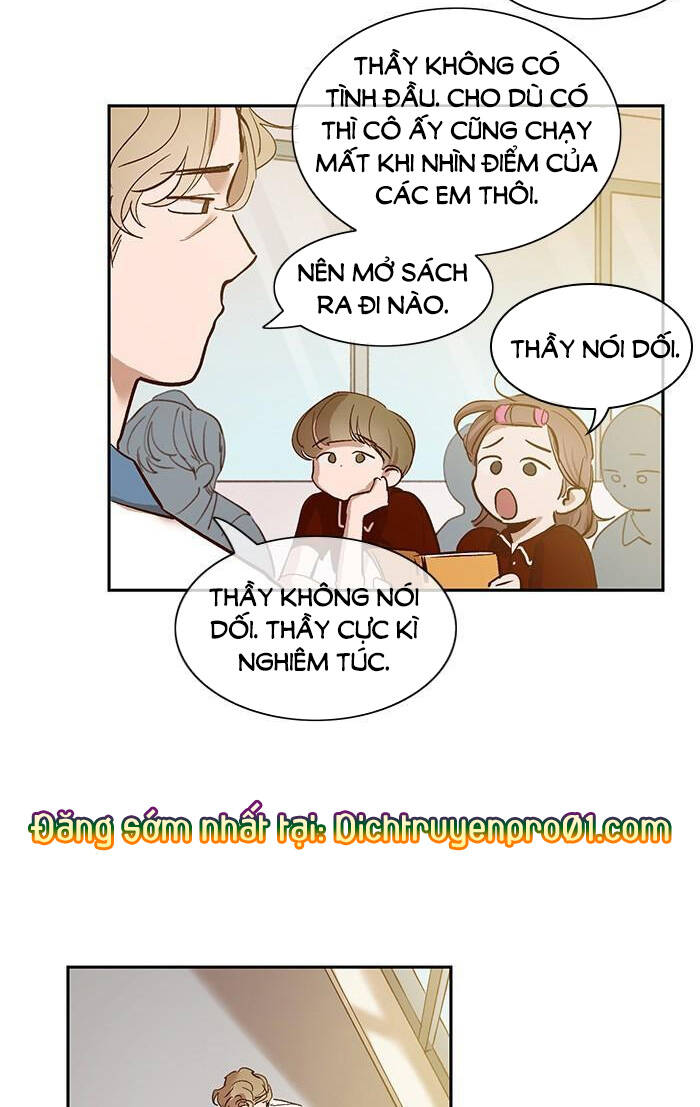 THẦY KHÔNG CÓ
TÌNH ĐẦU. CHO DÙ CÓ
THÌ CÔ ẤY CŨNG CHẠY
MẤT KHI NHÌN ĐIỂM CỦA
CÁC EM THÔI.
NÊN MỞ SÁCH
RA ĐI NÀO.
THẦY NÓI DỐI.
THẦY KHÔNG NÓI
DỐI. THẦY CỰC KÌ
NGHIÊM TÚC.
Đăng sớm nhất tại: Dichtruyenpro01.com